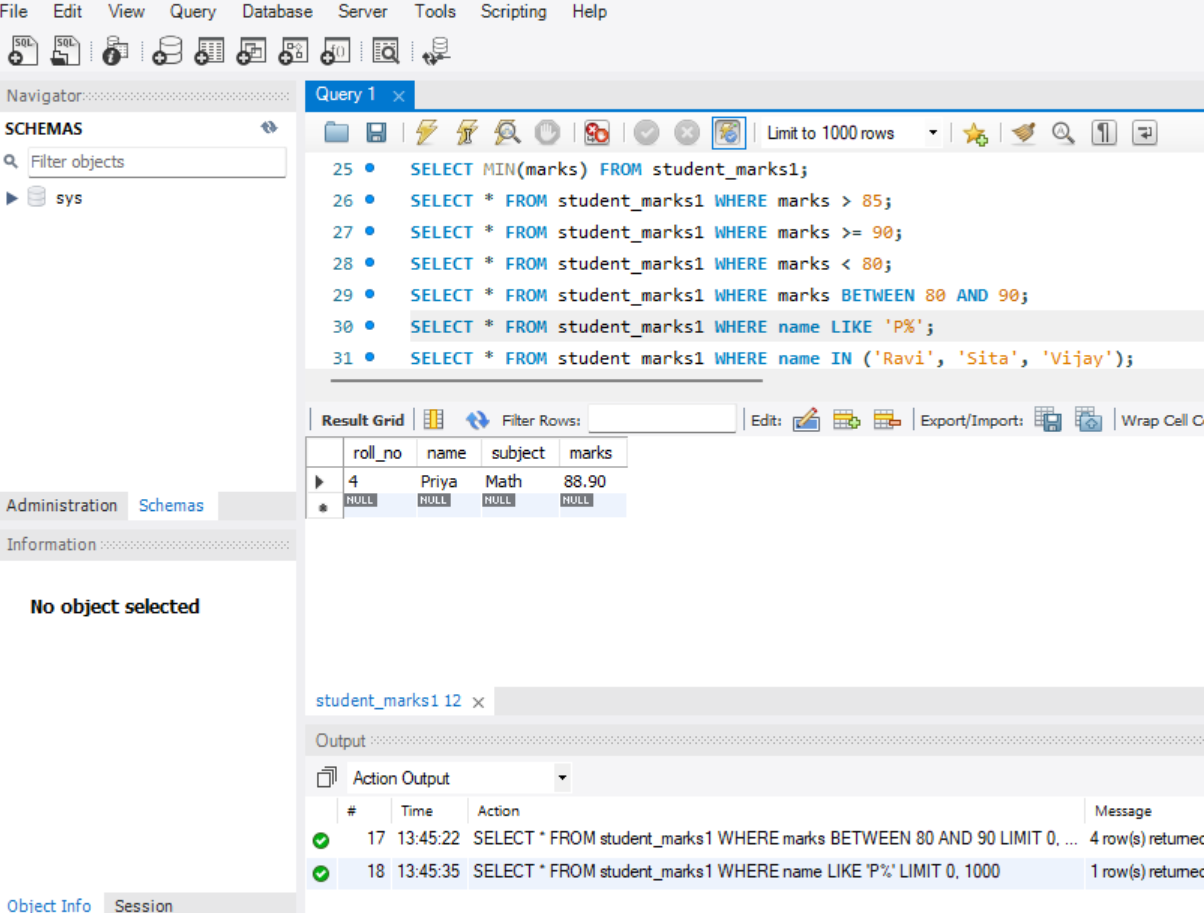 File Edit View Query Database Server Tools Scripting Help
SQL SQL
Navigator
SCHEMAS
Filter objects
sys
Administration Schemas
Information
No object selected
Object Info Session
Query 1
Limit to 1000 rows
25 SELECT MIN(marks) FROM student_marks1;
26 SELECT * FROM student_marks1 WHERE marks > 85;
27 SELECT * FROM student_marks1 WHERE marks >= 90;
28 SELECT * FROM student_marks1 WHERE marks < 80;
29 SELECT * FROM student_marks1 WHERE marks BETWEEN 80 AND 90;
30 SELECT * FROM student_marks1 WHERE name LIKE 'P%';
31 SELECT * FROM student marks1 WHERE name IN ('Ravi', 'Sita', 'Vijay');
Result Grid Filter Rows: Edit: Export/Import: Wrap Cell C
roll_no name subject marks
4 Priya Math 88.90
NULL NULL NULL NULL
student_marks1 12
Output
Action Output
# Time Action Message
17 13:45:22 SELECT * FROM student_marks1 WHERE marks BETWEEN 80 AND 90 LIMIT 0, ... 4 row(s) returned
18 13:45:35 SELECT * FROM student_marks1 WHERE name LIKE 'P%' LIMIT 0, 1000 1 row(s) returned